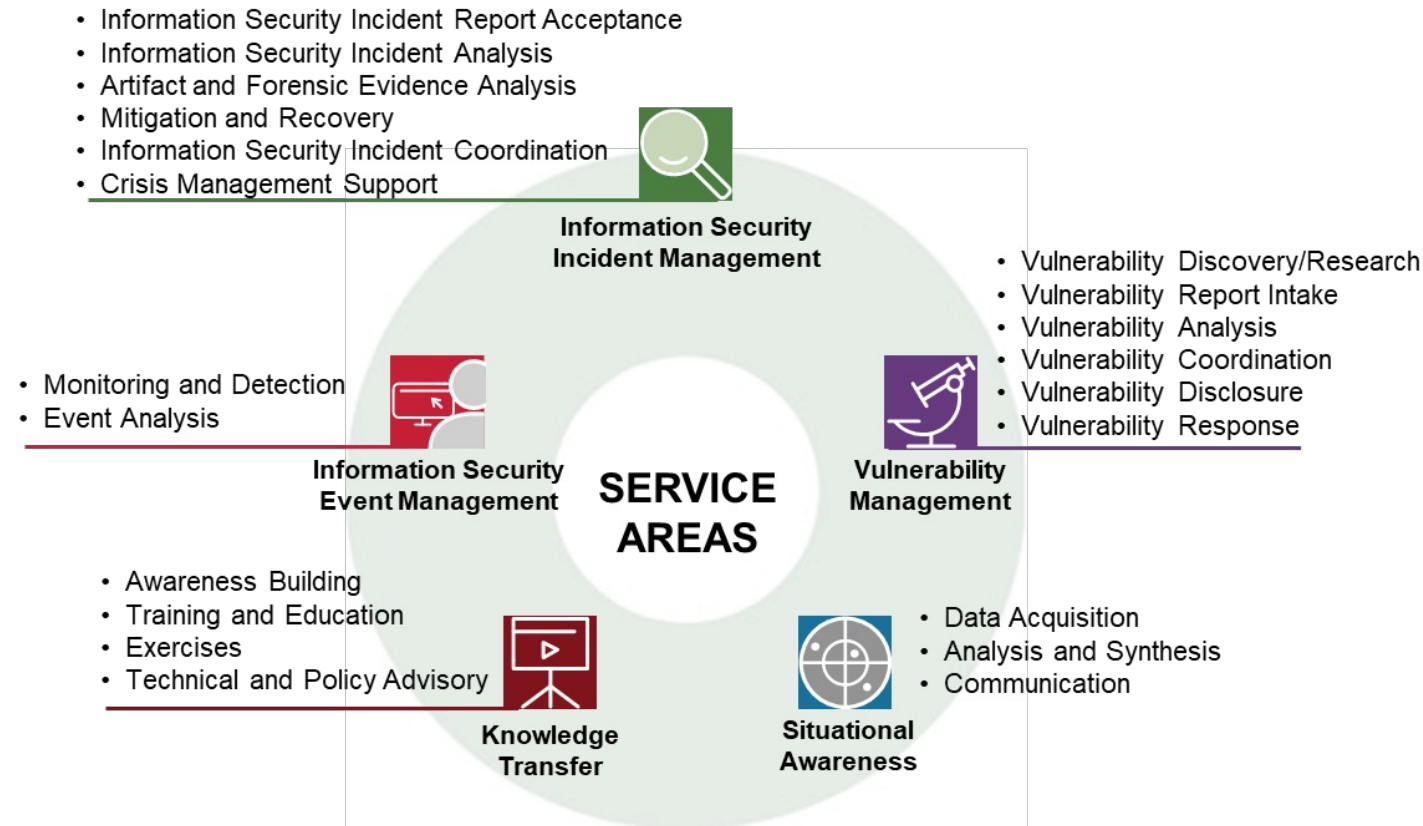 • Information Security Incident Report Acceptance
• Information Security Incident Analysis
• Artifact and Forensic Evidence Analysis
• Mitigation and Recovery
• Information Security Incident Coordination
• Crisis Management Support
Information Security
Incident Management
• Vulnerability Discovery/Research
• Vulnerability Report Intake
• Vulnerability Analysis
• Vulnerability Coordination
• Vulnerability Disclosure
• Vulnerability Response
Vulnerability
Management
• Monitoring and Detection
• Event Analysis
Information Security
Event Management
SERVICE
AREAS
• Awareness Building
• Training and Education
• Exercises
• Technical and Policy Advisory
Knowledge
Transfer
• Data Acquisition
• Analysis and Synthesis
• Communication
Situational
Awareness